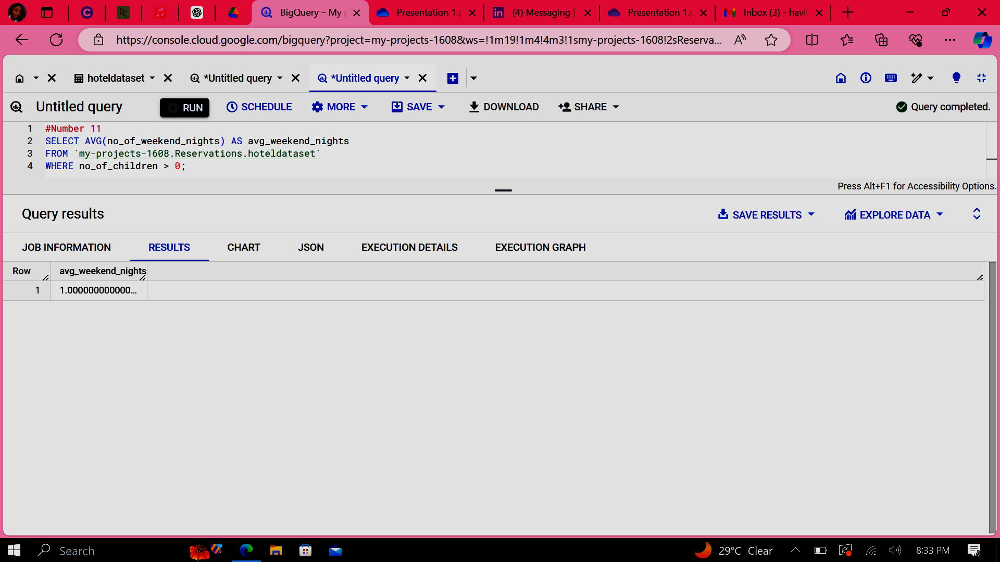 BigQuery – My p
Presentation 1.p
(4) Messaging |
Presentation 1.p
Inbox (3) - havil
https://console.cloud.google.com/bigquery?project=my-projects-1608&ws=!1m19!1m4!4m3!1smy-projects-1608!2sReserva...
hoteldataset
*Untitled query
*Untitled query
Untitled query
RUN
SCHEDULE
MORE
SAVE
DOWNLOAD
SHARE
Query completed.
1 #Number 11
2 SELECT AVG(no_of_weekend_nights) AS avg_weekend_nights
3 FROM `my-projects-1608.Reservations.hoteldataset`
4 WHERE no_of_children > 0;
Press Alt+F1 for Accessibility Options.
Query results
SAVE RESULTS
EXPLORE DATA
JOB INFORMATION
RESULTS
CHART
JSON
EXECUTION DETAILS
EXECUTION GRAPH
Row avg_weekend_nights
1 1.000000000000...
Search
29°C Clear
8:33 PM